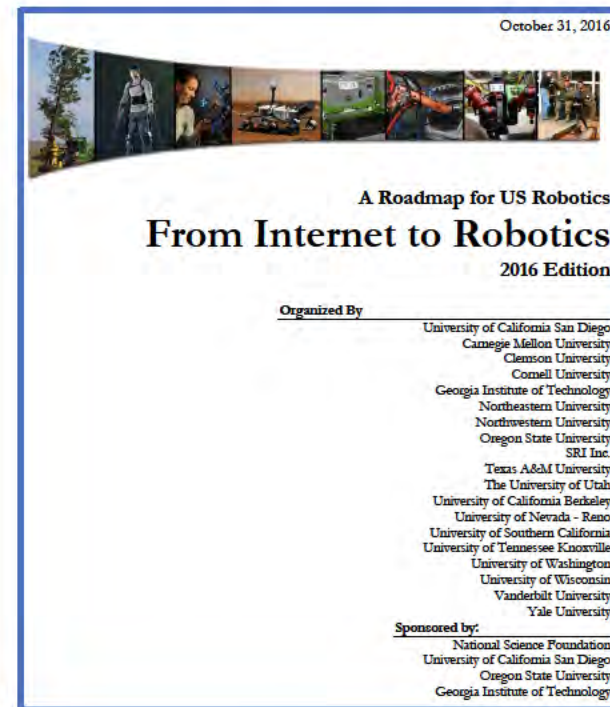 October 31, 2016
A Roadmap for US Robotics
From Internet to Robotics
2016 Edition
Organized By
University of California San Diego
Carnegie Mellon University
Clemson University
Cornell University
Georgia Institute of Technology
Northeastern University
Northwestern University
Oregon State University
SRI Inc.
Texas A&M University
The University of Utah
University of California Berkeley
University of Nevada - Reno
University of Southern California
University of Tennessee Knoxville
University of Washington
University of Wisconsin
Vanderbilt University
Yale University
Sponsored by:
National Science Foundation
University of California San Diego
Oregon State University
Georgia Institute of Technology